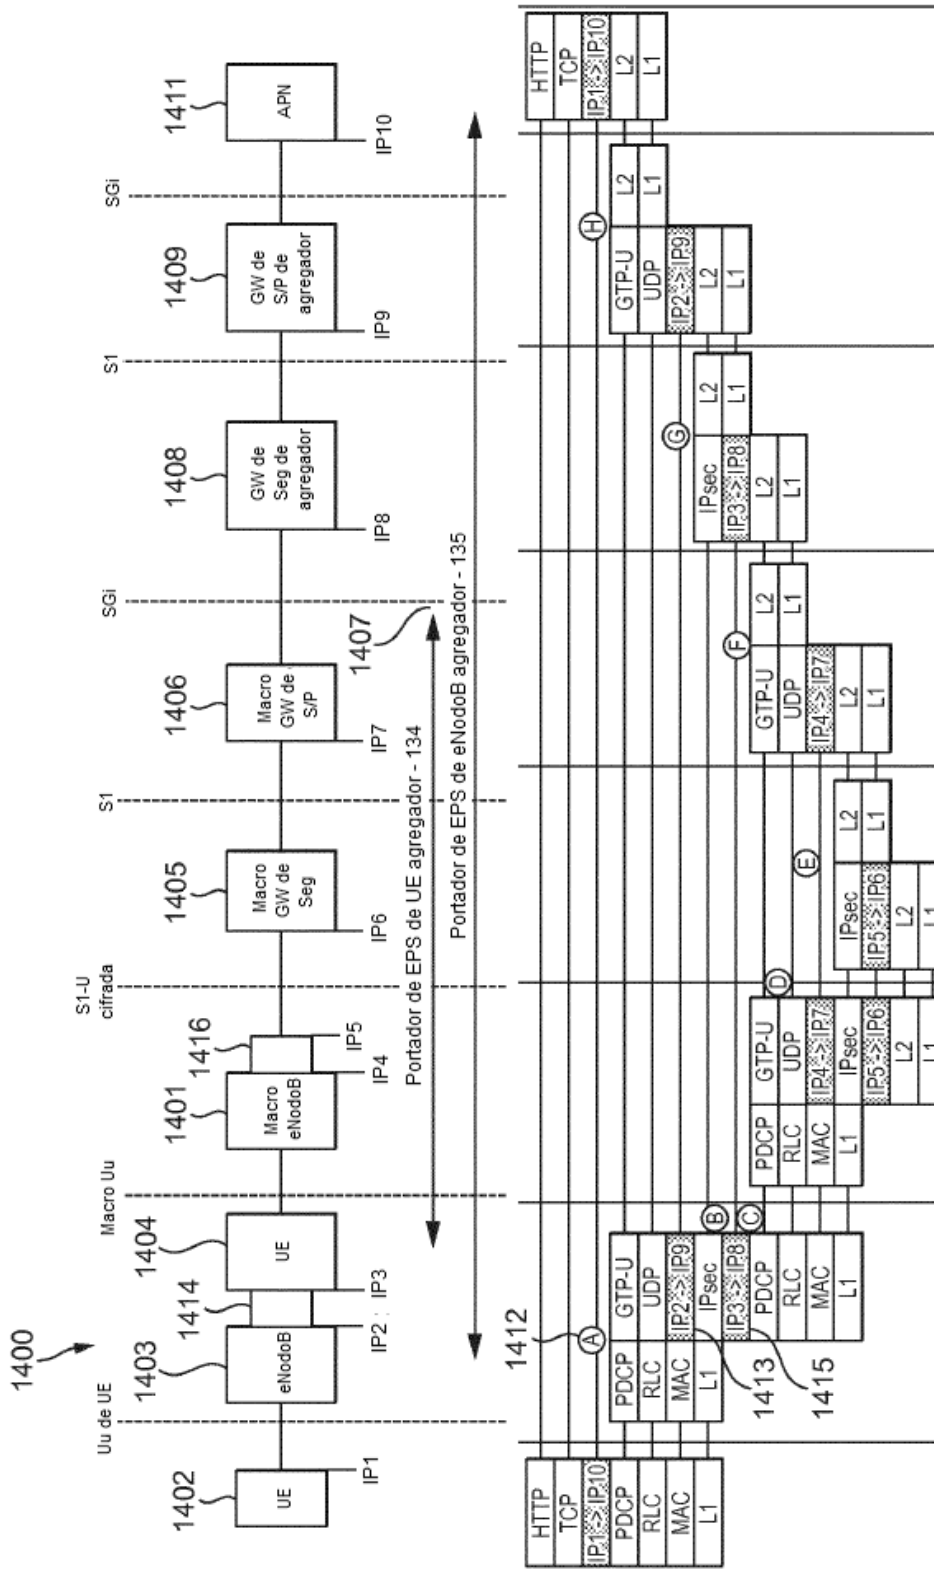 1400
Uu de UE
Macro Uu
S1-U
cifrada
S1
SGi
S1
SGi
1402
1403
1414
1404
1401
1416
1405
1406
1408
1409
1411
UE
eNodoB
UE
Macro
eNodoB
Macro
GW de
Seg
Macro
GW de
S/P
GW de
Seg de
agregador
GW de
S/P de
agregador
APN
IP1
IP2
IP3
IP4
IP5
IP6
IP7
IP8
IP9
IP10
1407
Portador de EPS de UE agregador - 134
Portador de EPS de eNodoB agregador - 135
1412
A
B
C
D
E
F
G
H
HTTP
TCP
IP1 -> IP10
PDCP
RLC
MAC
L1
PDCP
RLC
MAC
L1
GTP-U
UDP
IP2->IP9
IPsec
IP3 -> IP8
PDCP
RLC
MAC
L1
1413
1415
PDCP
RLC
MAC
L1
GTP-U
UDP
IP4->IP7
IPsec
IP5->IP6
L2
L1
IPsec
IP5->IP6
L2
L1
L2
L1
GTP-U
UDP
IP4 -> IP7
L2
L1
L2
L1
IPsec
IP3 -> IP8
L2
L1
L2
L1
GTP-U
UDP
IP2->IP9
L2
L1
L2
L1
HTTP
TCP
IP1 -> IP10
L2
L1